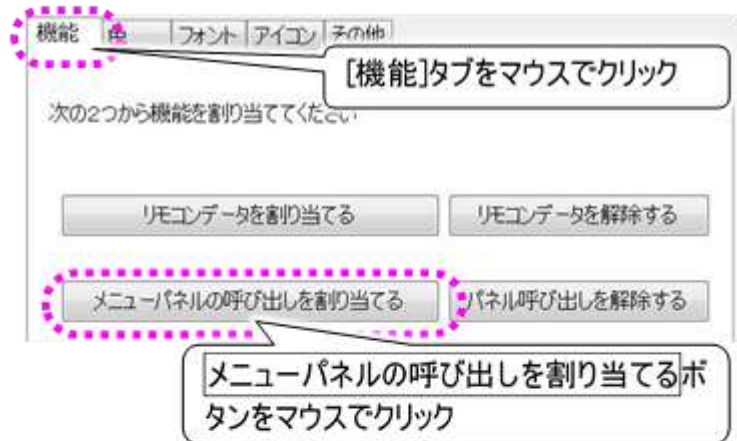 機能 色 フォント アイコン その他
[機能]タブをマウスでクリック
次の2つから機能を割り当ててください
リモコンデータを割り当てる リモコンデータを解除する
メニューパネルの呼び出しを割り当てる パネル呼び出しを解除する
メニューパネルの呼び出しを割り当てるボ
タンをマウスでクリック